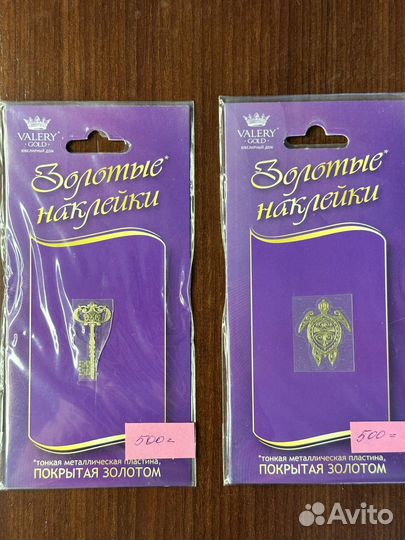 VALERY
GOLD
ЮВЕЛИРНЫЙ ДОМ
Золотые*
наклейки
500=
*тонкая металлическая пластина,
ПОКРЫТАЯ ЗОЛОТОМ
VALERY
GOLD
ЮВЕЛИРНЫЙ ДОМ
Золотые*
наклейки
500=
*тонкая металлическая пластина,
ПОКРЫТАЯ ЗОЛОТОМ
Avito